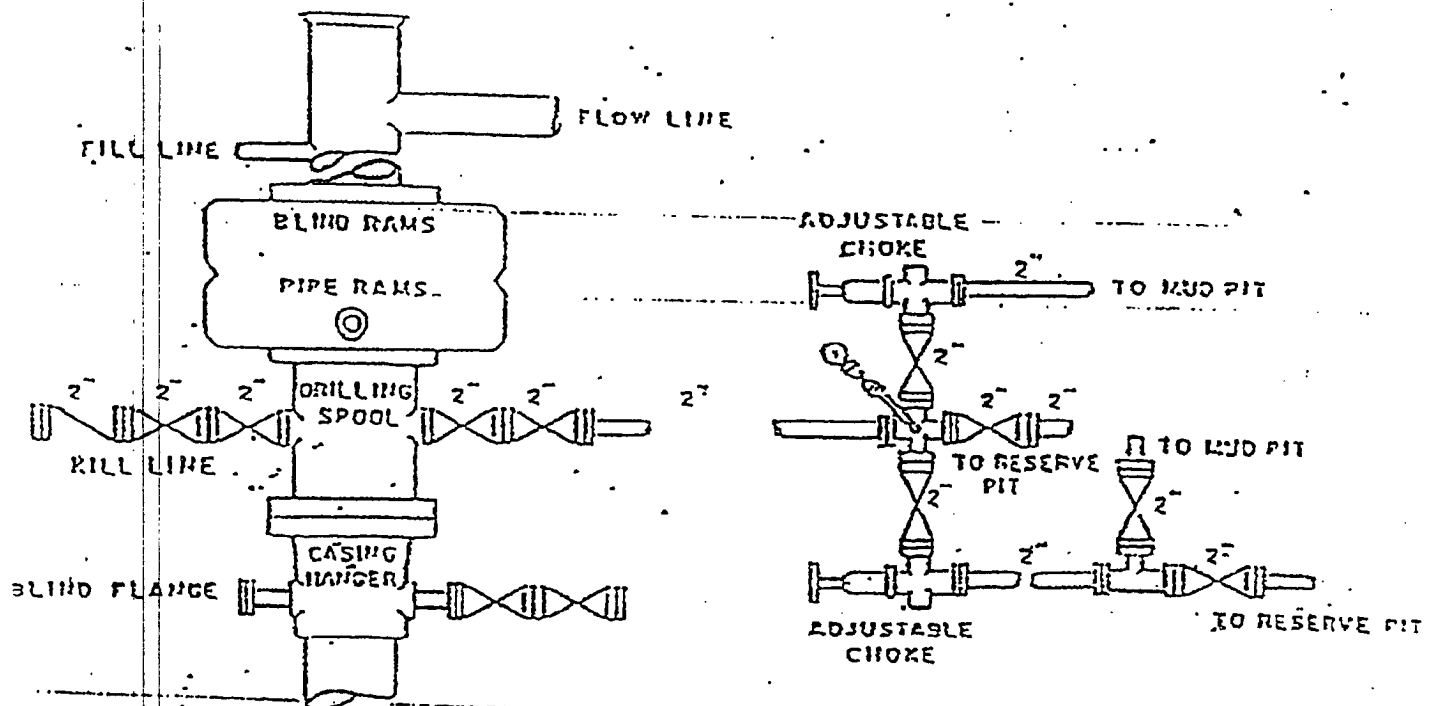 FLOW LINE
FILL LINE
BLIND RAMS
ADJUSTABLE
CHOKE
PIPE RAMS
2"
TO MUD PIT
2"
2" 2" 2"
DRILLING
SPOOL
2" 2"
2"
2" 2"
KILL LINE
TO RESERVE
PIT
TO MUD PIT
2"
2"
CASING
HANGER
2"
2"
BLIND FLANGE
ADJUSTABLE
CHOKE
TO RESERVE PIT